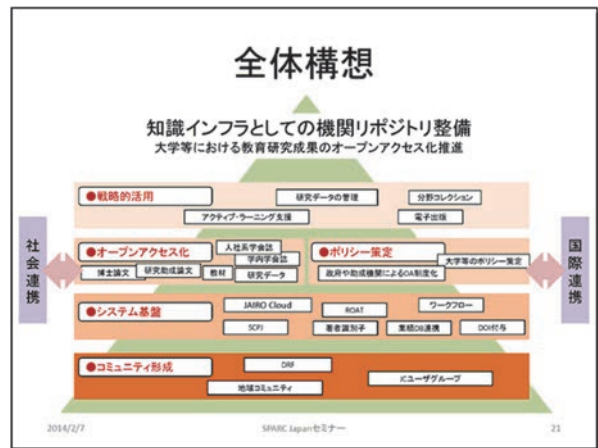 全体構想
知識インフラとしての機関リポジトリ整備
大学等における教育研究成果のオープンアクセス化推進
●戦略的活用
研究データの管理
分野コレクション
アクティブ・ラーニング支援
電子出版
社会連携
国際連携
●オープンアクセス化
人社系学会誌
学内学会誌
博士論文
研究助成論文
教材
研究データ
●ポリシー策定
大学等のポリシー策定
政府や助成機関によるOA制度化
●システム基盤
JAIRO Cloud
ROAT
ワークフロー
SCPJ
著者識別子
業績DB連携
DOI付与
●コミュニティ形成
DRF
JCユーザグループ
地域コミュニティ
2014/2/7
SPARC Japanセミナー
21